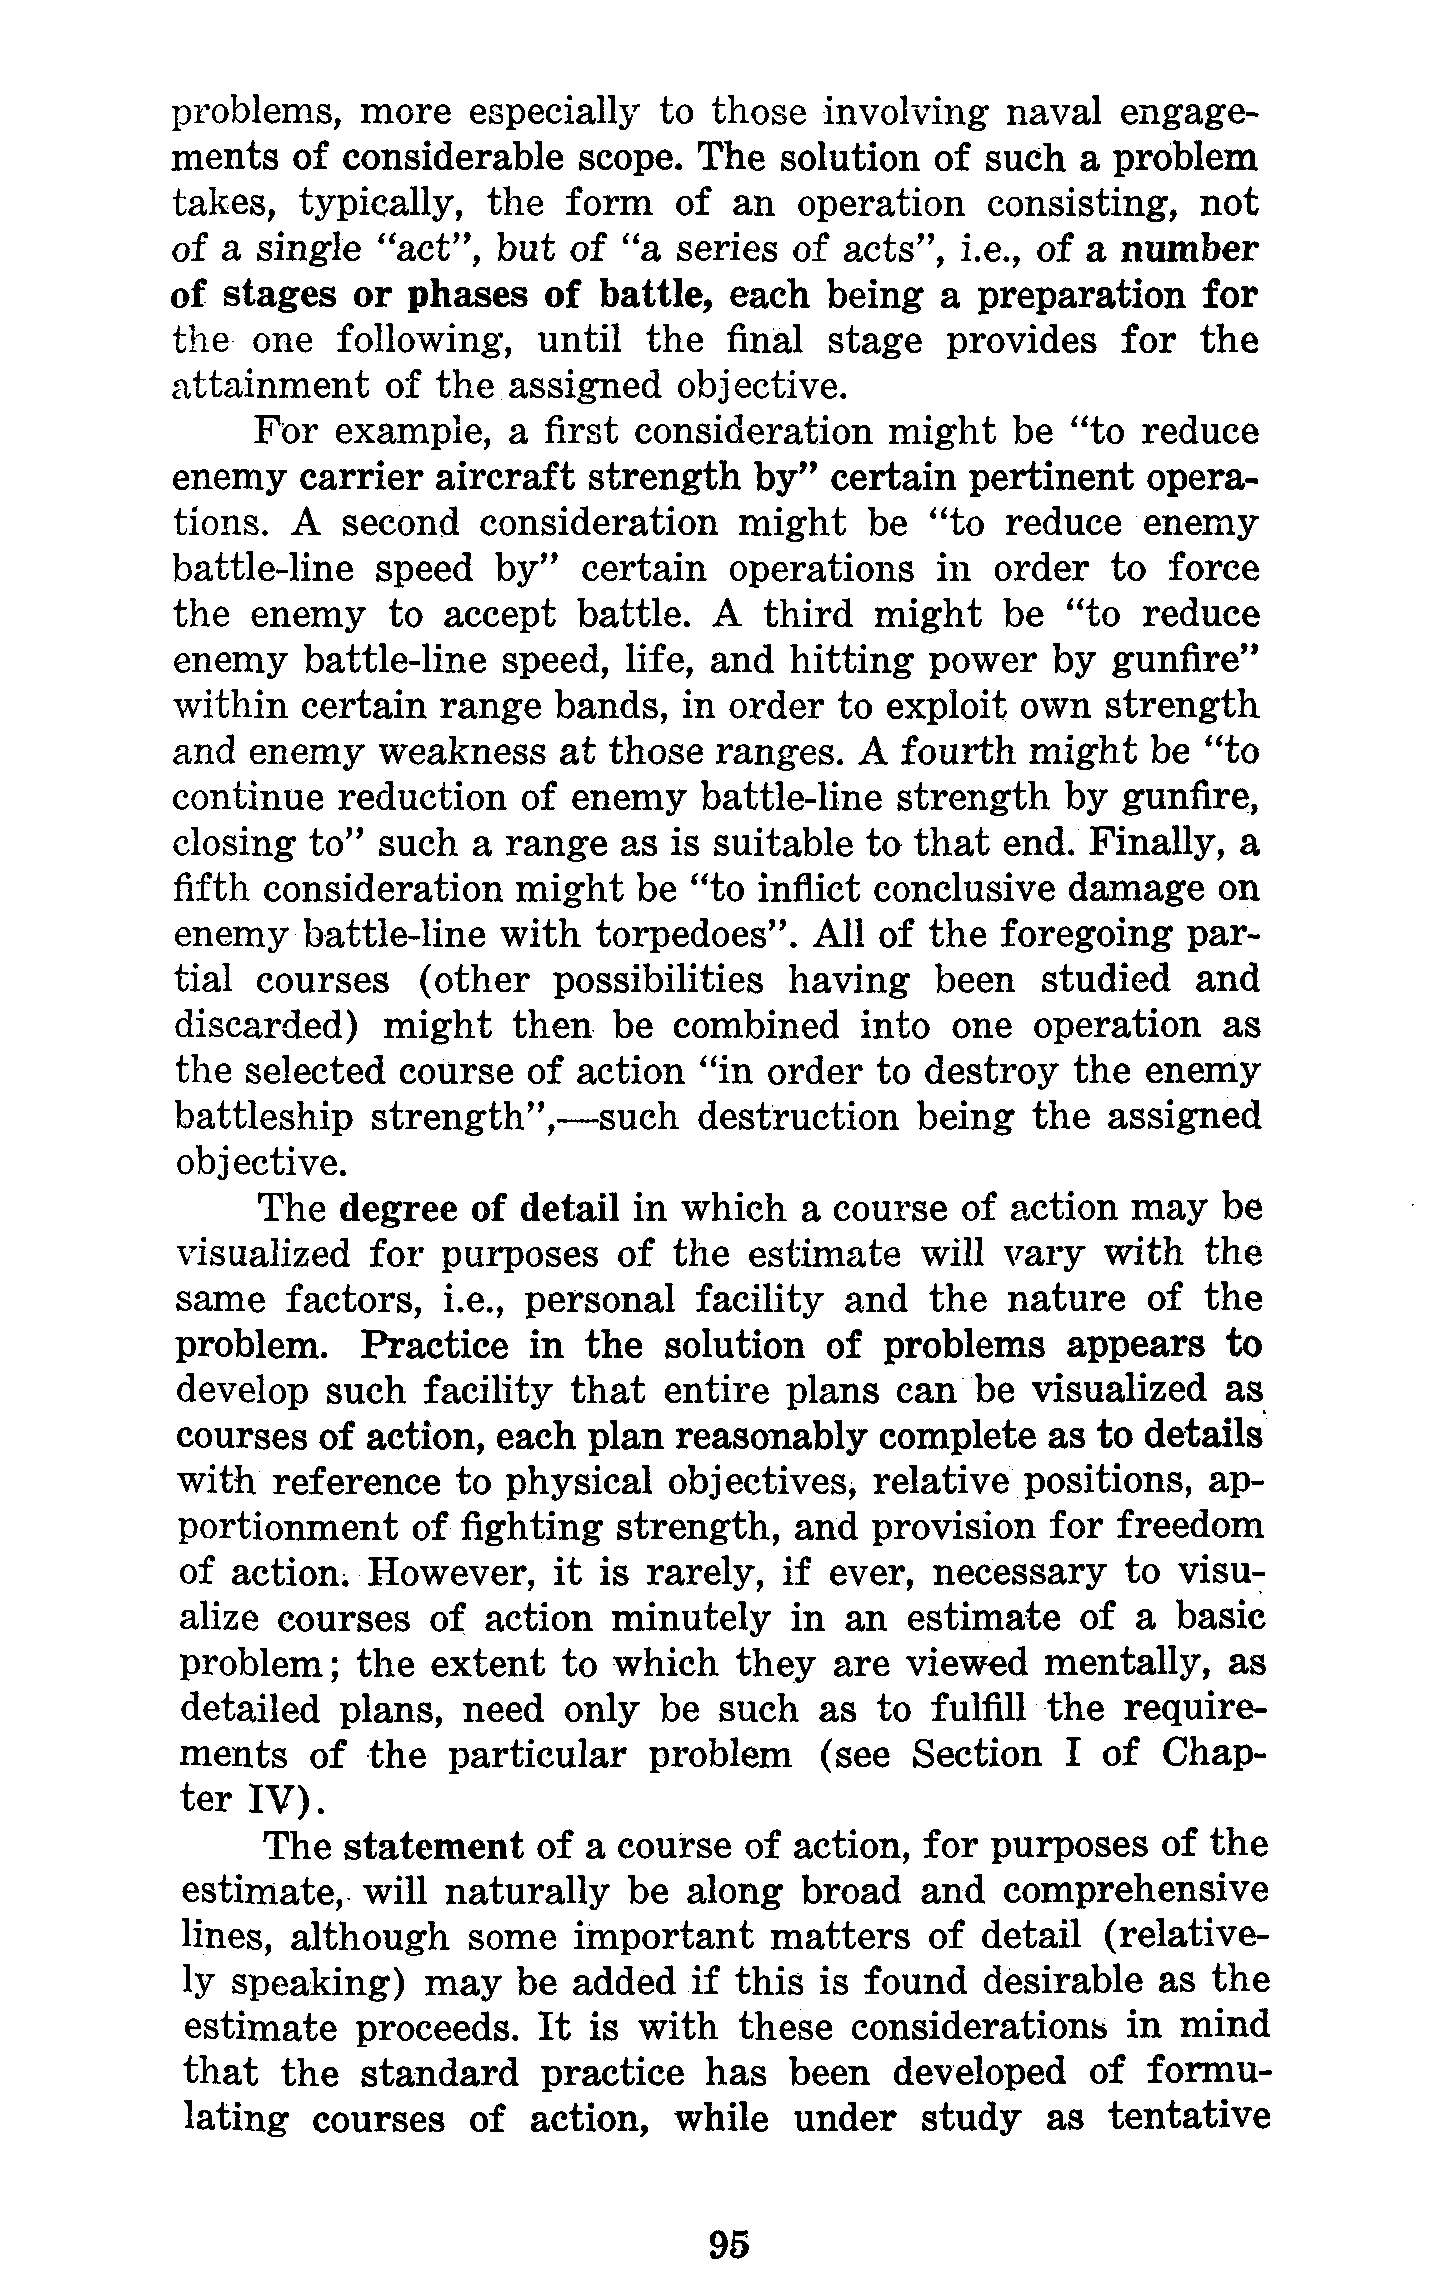 problems, more especially to those involving naval engage-
ments of considerable scope. The solution of such a problem
takes, typically, the form of an operation consisting, not
of a single “act”, but of “a series of acts”, i.e., of a number
of stages or phases of battle, each being a preparation for
the one following, until the final stage provides for the
attainment of the assigned objective.
For example, a first consideration might be “to reduce
enemy carrier aircraft strength by” certain pertinent opera-
tions. A second consideration might be “to reduce enemy
battle-line speed by” certain operations in order to force
the enemy to accept battle. A third might be “to reduce
enemy battle-line speed, life, and hitting power by gunfire”
within certain range bands, in order to exploit own strength
and enemy weakness at those ranges. A fourth might be “to
continue reduction of enemy battle-line strength by gunfire,
closing to” such a range as is suitable to that end. Finally, a
fifth consideration might be “to inflict conclusive damage on
enemy battle-line with torpedoes”. All of the foregoing par-
tial courses (other possibilities having been studied and
discarded) might then be combined into one operation as
the selected course of action “in order to destroy the enemy
battleship strength”,—such destruction being the assigned
objective.
The degree of detail in which a course of action may be
visualized for purposes of the estimate will vary with the
same factors, i.e., personal facility and the nature of the
problem. Practice in the solution of problems appears to
develop such facility that entire plans can be visualized as
courses of action, each plan reasonably complete as to details
with reference to physical objectives, relative positions, ap-
portionment of fighting strength, and provision for freedom
of action. However, it is rarely, if ever, necessary to visu-
alize courses of action minutely in an estimate of a basic
problem; the extent to which they are viewed mentally, as
detailed plans, need only be such as to fulfill the require-
ments of the particular problem (see Section I of Chap-
ter IV).
The statement of a course of action, for purposes of the
estimate, will naturally be along broad and comprehensive
lines, although some important matters of detail (relative-
ly speaking) may be added if this is found desirable as the
estimate proceeds. It is with these considerations in mind
that the standard practice has been developed of formu-
lating courses of action, while under study as tentative
95